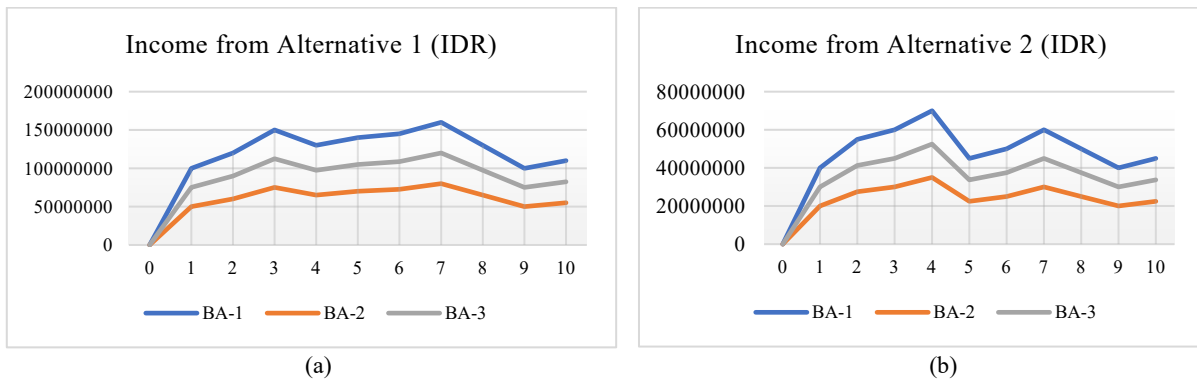 Income from Alternative 1 (IDR)
200000000
150000000
100000000
50000000
0
0 1 2 3 4 5 6 7 8 9 10
BA-1 BA-2 BA-3
(a)
Income from Alternative 2 (IDR)
80000000
60000000
40000000
20000000
0
0 1 2 3 4 5 6 7 8 9 10
BA-1 BA-2 BA-3
(b)